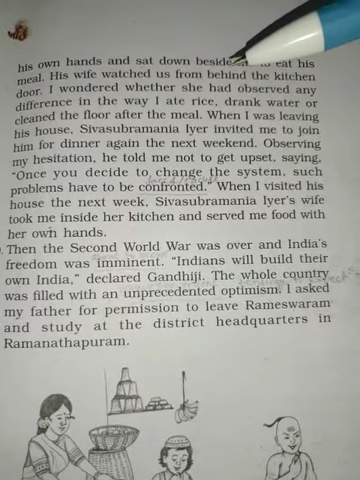 his own hands and sat down beside to eat his
meal. His wife watched us from behind the kitchen
door. I wondered whether she had observed any
difference in the way I ate rice, drank water or
cleaned the floor after the meal. When I was leaving
his house, Sivasubramania Iyer invited me to join
him for dinner again the next weekend. Observing
my hesitation, he told me not to get upset, saying,
“Once you decide to change the system, such
problems have to be confronted.” When I visited his
house the next week, Sivasubramania Iyer's wife
took me inside her kitchen and served me food with
her own hands.
Then the Second World War was over and India's
freedom was imminent. “Indians will build their
own India,” declared Gandhiji. The whole country
was filled with an unprecedented optimism. I asked
my father for permission to leave Rameswaram
and study at the district headquarters in
Ramanathapuram.